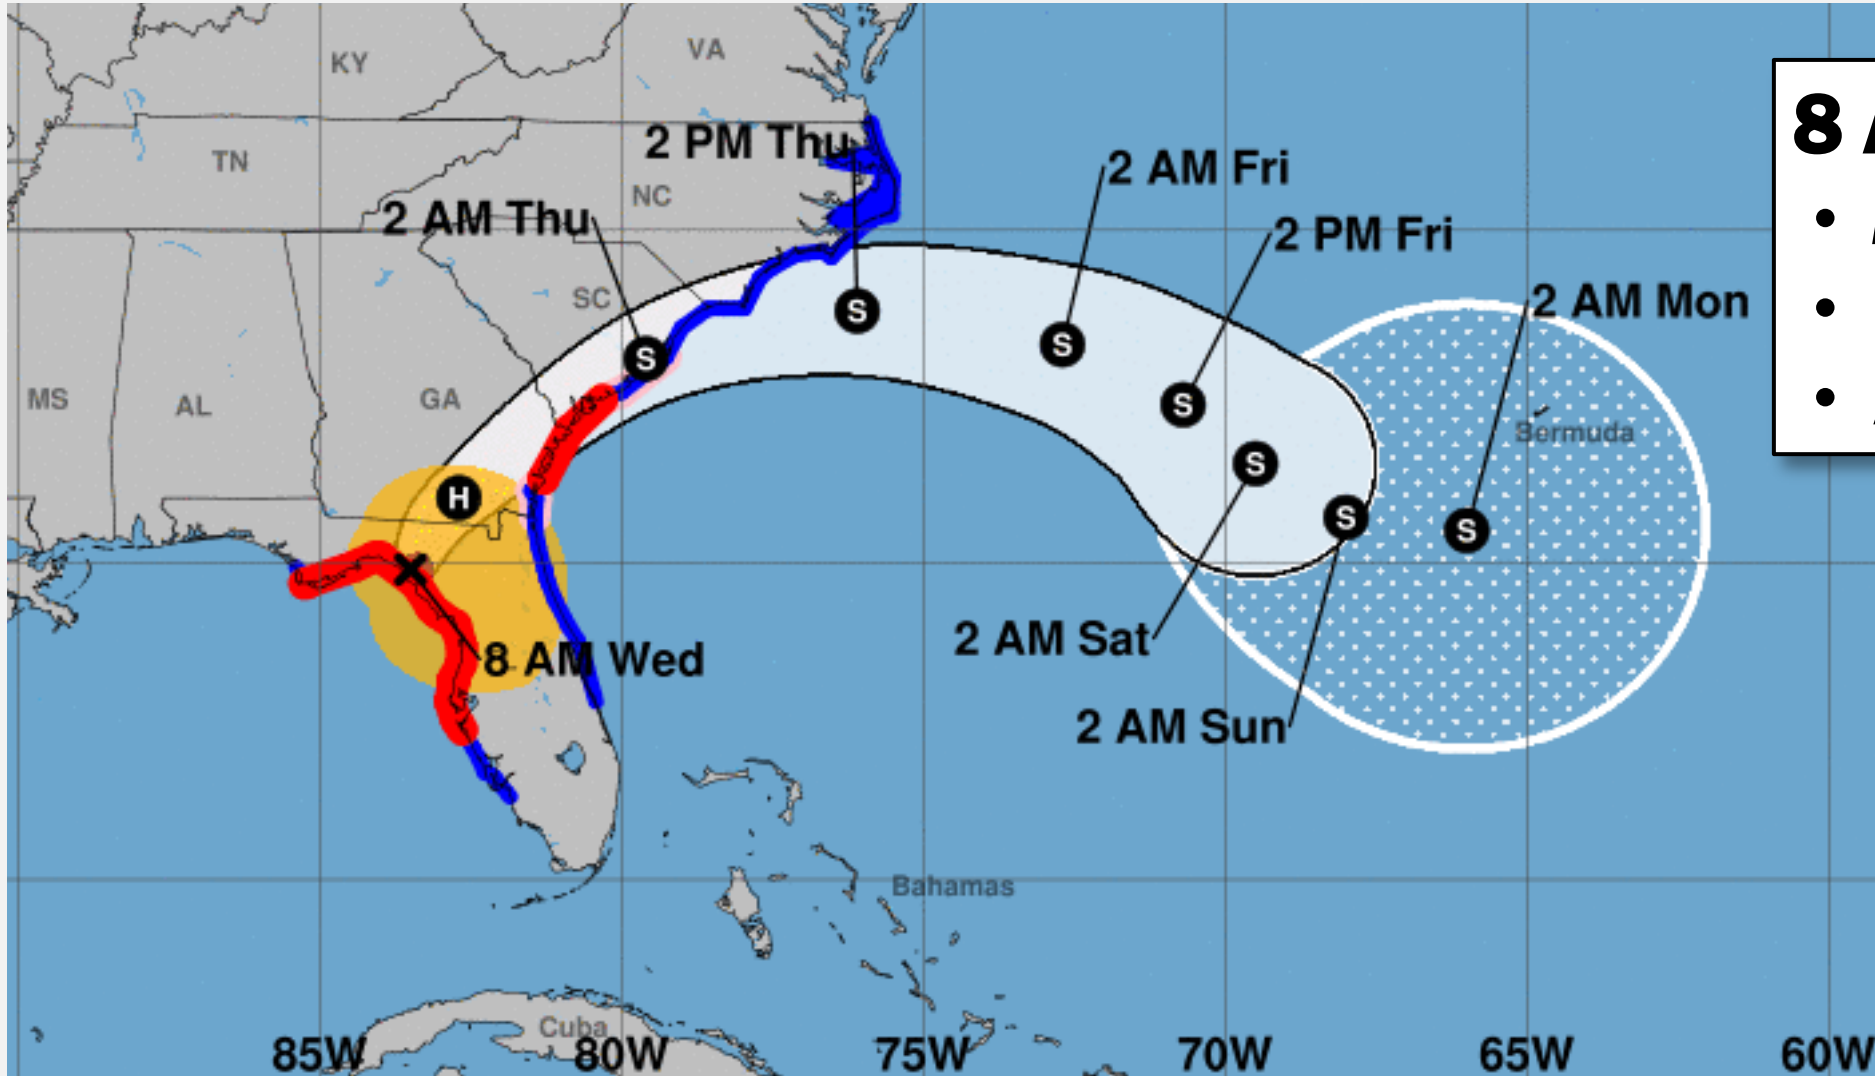 KY
VA
8
2 PM Thu
TN
2 AM Fri
NC
2 AM Thu
2 PM Fri
SC
S
S
2 AM Mon
S
S
MS
AL
GA
S
Bermuda
H
S
S
S
2 AM Sat
8 AM Wed
2 AM Sun
Bahamas
Cuba
85W
80W
75W
70W
65W
60W